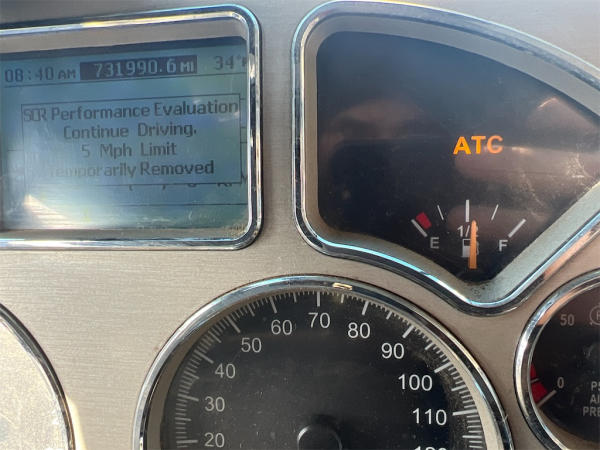 08:40 AM 731990.6 MI 34°
SCR Performance Evaluation
Continue Driving.
5 Mph Limit
Temporarily Removed
ATC
E 1/2 F
20
30
40
50
60
70
80
90
100
110
120
50
0